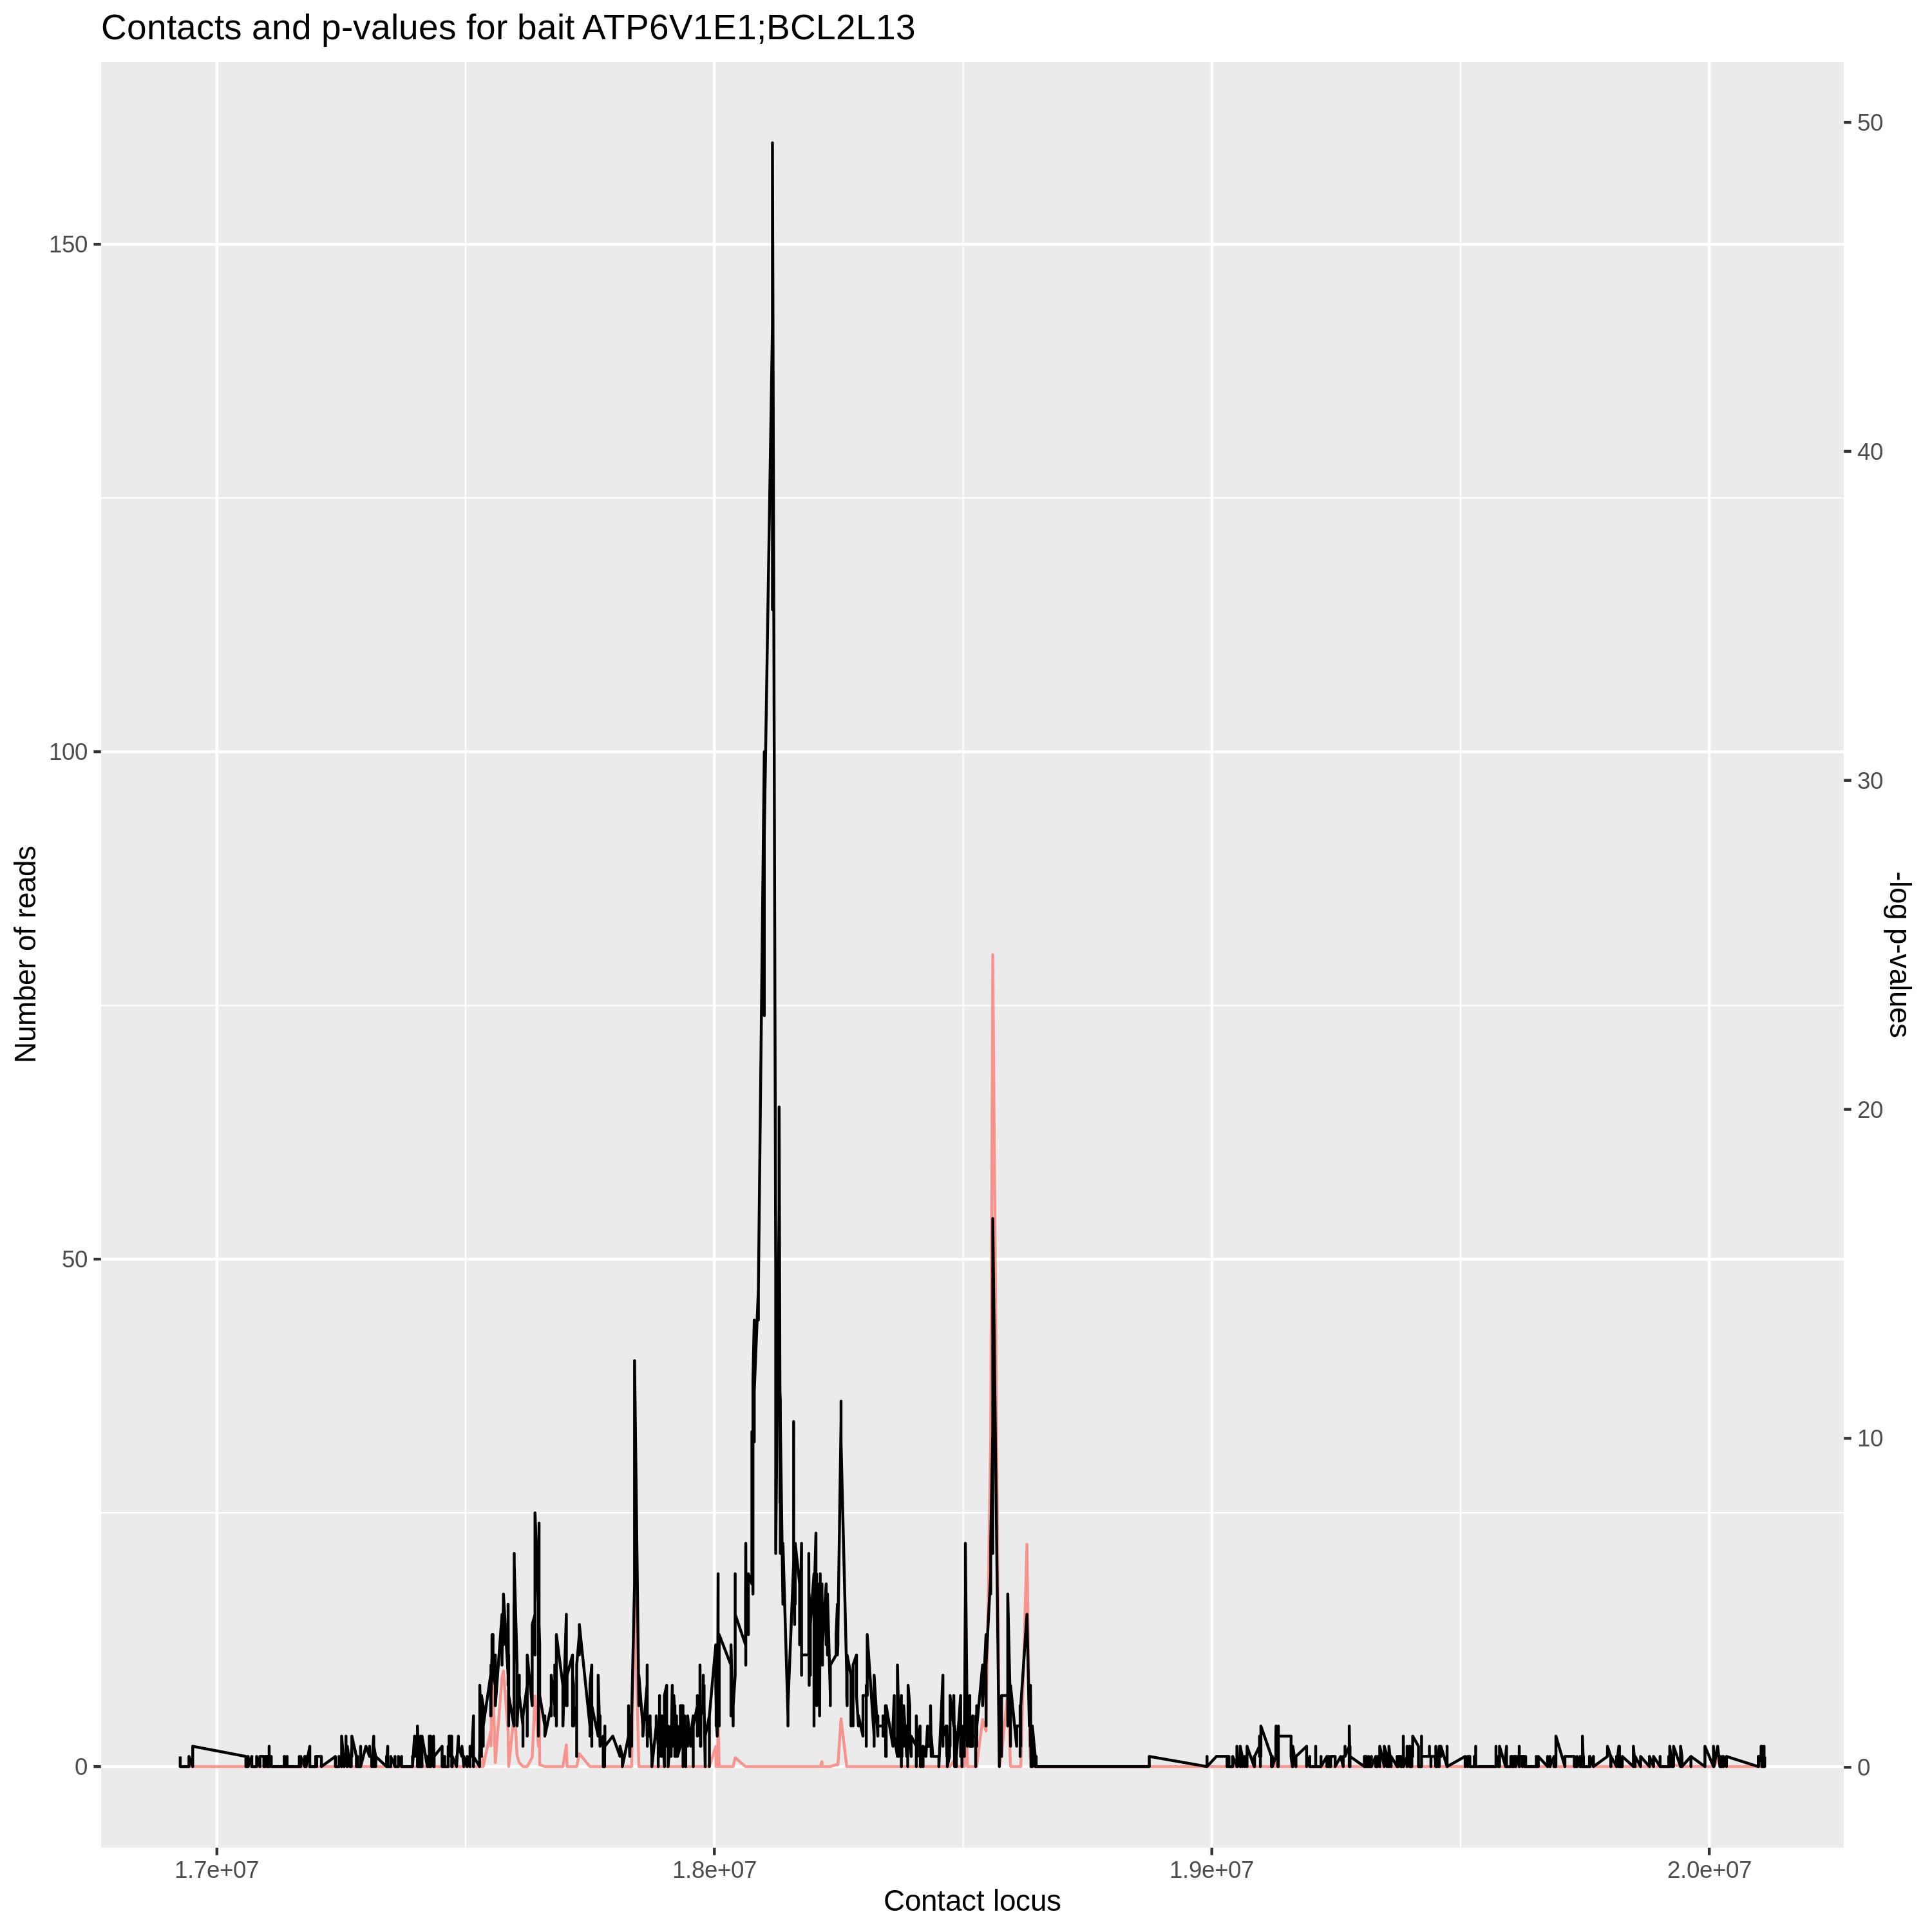 Contacts and p-values for bait ATP6V1E1;BCL2L13
Number of reads
150
100
50
0
50
40
30
20
10
0
-log p-values
1.7e+07
1.8e+07
1.9e+07
2.0e+07
Contact locus